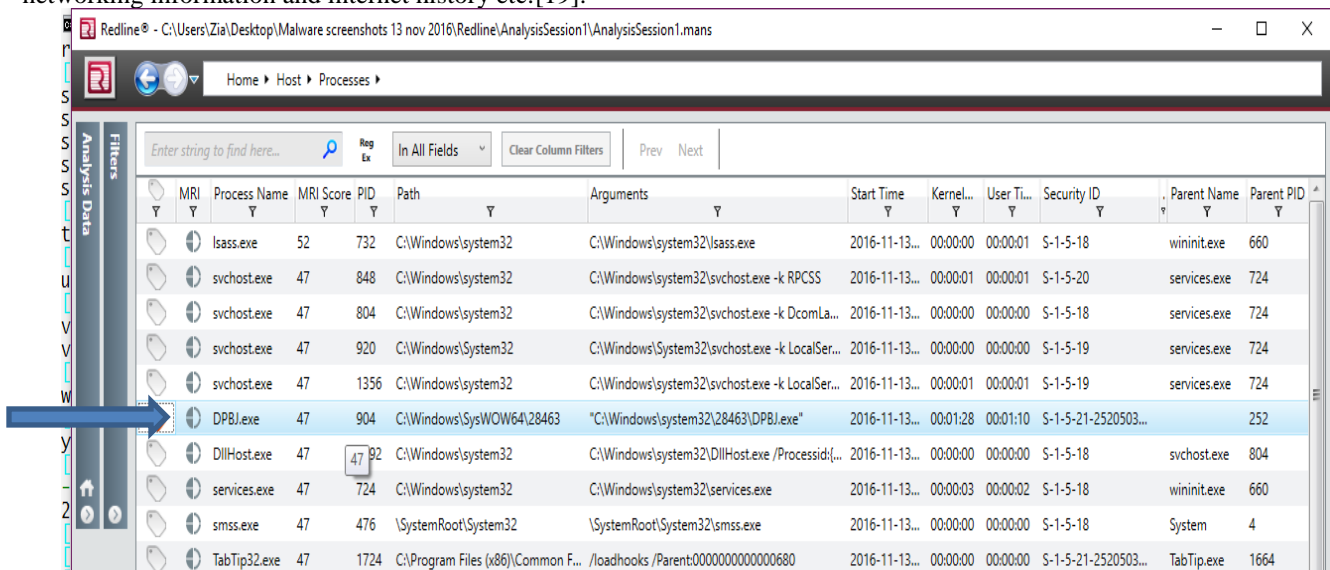 networking information and internet history etc.[19].
Redline® - C:\Users\Zia\Desktop\Malware screenshots 13 nov 2016\Redline\AnalysisSession1\AnalysisSession1.mans
Home Host Processes
Analysis Data
Filters
Enter string to find here... Reg Ex In All Fields Clear Column Filters Prev Next
MRI Process Name MRI Score PID Path Arguments Start Time Kernel... User Ti... Security ID . Parent Name Parent PID
lsass.exe 52 732 C:\Windows\system32 C:\Windows\system32\lsass.exe 2016-11-13... 00:00:00 00:00:01 S-1-5-18 wininit.exe 660
svchost.exe 47 848 C:\Windows\system32 C:\Windows\system32\svchost.exe -k RPCSS 2016-11-13... 00:00:01 00:00:01 S-1-5-20 services.exe 724
svchost.exe 47 804 C:\Windows\system32 C:\Windows\system32\svchost.exe -k DcomLa... 2016-11-13... 00:00:00 00:00:00 S-1-5-18 services.exe 724
svchost.exe 47 920 C:\Windows\System32 C:\Windows\System32\svchost.exe -k LocalSer... 2016-11-13... 00:00:00 00:00:00 S-1-5-19 services.exe 724
svchost.exe 47 1356 C:\Windows\system32 C:\Windows\system32\svchost.exe -k LocalSer... 2016-11-13... 00:00:01 00:00:01 S-1-5-19 services.exe 724
DPBJ.exe 47 904 C:\Windows\SysWOW64\28463 "C:\Windows\system32\28463\DPBJ.exe" 2016-11-13... 00:01:28 00:01:10 S-1-5-21-2520503... 252
DllHost.exe 47 92 C:\Windows\system32 C:\Windows\system32\DllHost.exe /Processid:{... 2016-11-13... 00:00:00 00:00:00 S-1-5-18 svchost.exe 804
47
services.exe 47 724 C:\Windows\system32 C:\Windows\system32\services.exe 2016-11-13... 00:00:03 00:00:02 S-1-5-18 wininit.exe 660
smss.exe 47 476 \SystemRoot\System32 \SystemRoot\System32\smss.exe 2016-11-13... 00:00:00 00:00:00 S-1-5-18 System 4
TabTip32.exe 47 1724 C:\Program Files (x86)\Common F... /loadhooks /Parent:0000000000000680 2016-11-13... 00:00:00 00:00:00 S-1-5-21-2520503... TabTip.exe 1664